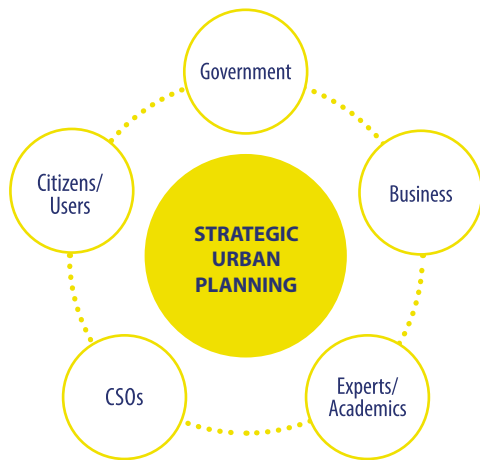 Government
Citizens/
Users
Business
STRATEGIC
URBAN
PLANNING
CSOs
Experts/
Academics